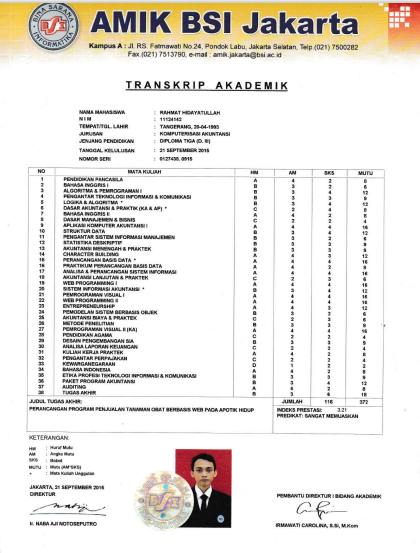 BINA SARANA
INFORMATIKA
BSI
AMIK BSI Jakarta
Kampus A : Jl. RS. Fatmawati No.24, Pondok Labu, Jakarta Selatan, Telp.(021) 7500282
Fax.(021) 7513790, e-mail : amik.jakarta@bsi.ac.id
TRANSKRIP AKADEMIK
NAMA MAHASISWA : RAHMAT HIDAYATULLAH
N I M : 11124142
TEMPAT/TGL. LAHIR : TANGERANG, 20-04-1993
JURUSAN : KOMPUTERISASI AKUNTANSI
JENJANG PENDIDIKAN : DIPLOMA TIGA (D. III)
TANGGAL KELULUSAN : 21 SEPTEMBER 2016
NOMOR SERI : 0127438, 0915
NO MATA KULIAH HM AM SKS MUTU
1 PENDIDIKAN PANCASILA A 4 2 8
2 BAHASA INGGRIS I B 3 2 6
3 ALGORITMA & PEMROGRAMAN I B 3 4 12
4 PENGANTAR TEKNOLOGI INFORMASI & KOMUNIKASI B 3 3 9
5 LOGIKA & ALGORITMA * B 3 4 12
6 DASAR AKUNTANSI & PRAKTIK (KA & AP) * C 2 4 8
7 BAHASA INGGRIS II A 4 2 8
8 DASAR MANAJEMEN & BISNIS C 2 2 4
9 APLIKASI KOMPUTER AKUNTANSI I A 4 4 16
10 STRUKTUR DATA B 3 4 12
11 PENGANTAR SISTEM INFORMASI MANAJEMEN B 3 2 6
12 STATISTIKA DESKRIPTIF B 3 3 9
13 AKUNTANSI MENENGAH & PRAKTEK B 3 3 9
14 CHARACTER BUILDING A 4 3 12
15 PERANCANGAN BASIS DATA * A 4 4 16
16 PRAKTIKUM PERANCANGAN BASIS DATA A 4 2 8
17 ANALISA & PERANCANGAN SISTEM INFORMASI A 4 4 16
18 AKUNTANSI LANJUTAN & PRAKTEK C 2 3 6
19 WEB PROGRAMMING I A 4 4 16
20 SISTEM INFORMASI AKUNTANSI * B 3 4 12
21 PEMROGRAMAN VISUAL I A 4 4 16
22 WEB PROGRAMMING II A 4 4 16
23 ENTREPRENEURSHIP A 4 3 12
24 PEMODELAN SISTEM BERBASIS OBJEK B 3 2 6
25 AKUNTANSI BIAYA & PRAKTEK C 2 3 6
26 METODE PENELITIAN B 3 3 9
27 PEMROGRAMAN VISUAL II (KA) A 4 4 16
28 PENDIDIKAN AGAMA C 2 2 4
29 DESAIN PENGEMBANGAN SIA B 3 3 9
30 ANALISA LAPORAN KEUANGAN C 2 2 4
31 KULIAH KERJA PRAKTEK A 4 2 8
32 PENGANTAR PERPAJAKAN C 2 2 4
33 KEWARGANEGARAAN D 1 2 2
34 BAHASA INDONESIA A 4 2 8
35 ETIKA PROFESI TEKNOLOGI INFORMASI & KOMUNIKASI B 3 3 9
36 PAKET PROGRAM AKUNTANSI A 4 3 12
37 AUDITING A 4 2 8
38 TUGAS AKHIR B 3 6 18
JUDUL TUGAS AKHIR: JUMLAH 116 372
PERANCANGAN PROGRAM PENJUALAN TANAMAN OBAT BERBASIS WEB PADA APOTIK HIDUP INDEKS PRESTASI: 3.21
PREDIKAT: SANGAT MEMUASKAN
KETERANGAN:
HM : Huruf Mutu
AM : Angka Mutu
SKS : Bobot
MUTU : Mutu (AM*SKS)
* : Mata Kuliah Unggulan
JAKARTA, 21 SEPTEMBER 2016
DIREKTUR
Ir. NABA AJI NOTOSEPUTRO
PEMBANTU DIREKTUR I BIDANG AKADEMIK
IRMAWATI CAROLINA, S.Si, M.Kom